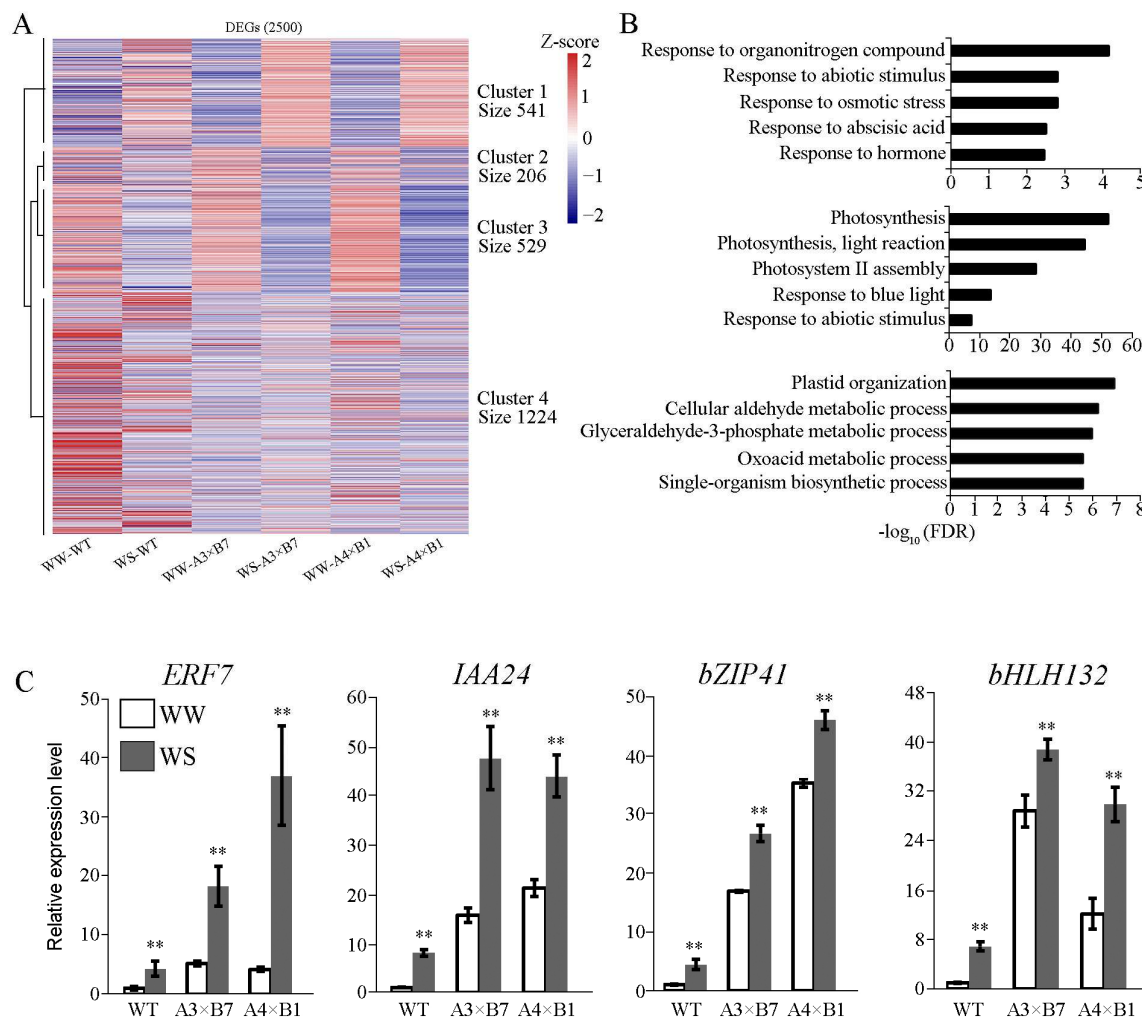 A
DEGs (2500)
Z-score
2
1
0
−1
−2
Cluster 1
Size 541
Cluster 2
Size 206
Cluster 3
Size 529
Cluster 4
Size 1224
WW-WT
WS-WT
WW-A3×B7
WS-A3×B7
WW-A4×B1
WS-A4×B1
B
Response to organonitrogen compound
Response to abiotic stimulus
Response to osmotic stress
Response to abscisic acid
Response to hormone
0 1 2 3 4 5
Photosynthesis
Photosynthesis, light reaction
Photosystem II assembly
Response to blue light
Response to abiotic stimulus
0 10 20 30 40 50 60
Plastid organization
Cellular aldehyde metabolic process
Glyceraldehyde-3-phosphate metabolic process
Oxoacid metabolic process
Single-organism biosynthetic process
0 1 2 3 4 5 6 7 8
-log10 (FDR)
C
Relative expression level
ERF7
WW
WS
50
40
30
20
10
0
**
**
**
WT A3×B7 A4×B1
IAA24
60
50
40
30
20
10
0
**
**
**
WT A3×B7 A4×B1
bZIP41
50
40
30
20
10
0
**
**
**
WT A3×B7 A4×B1
bHLH132
48
40
32
24
16
8
0
**
**
**
WT A3×B7 A4×B1